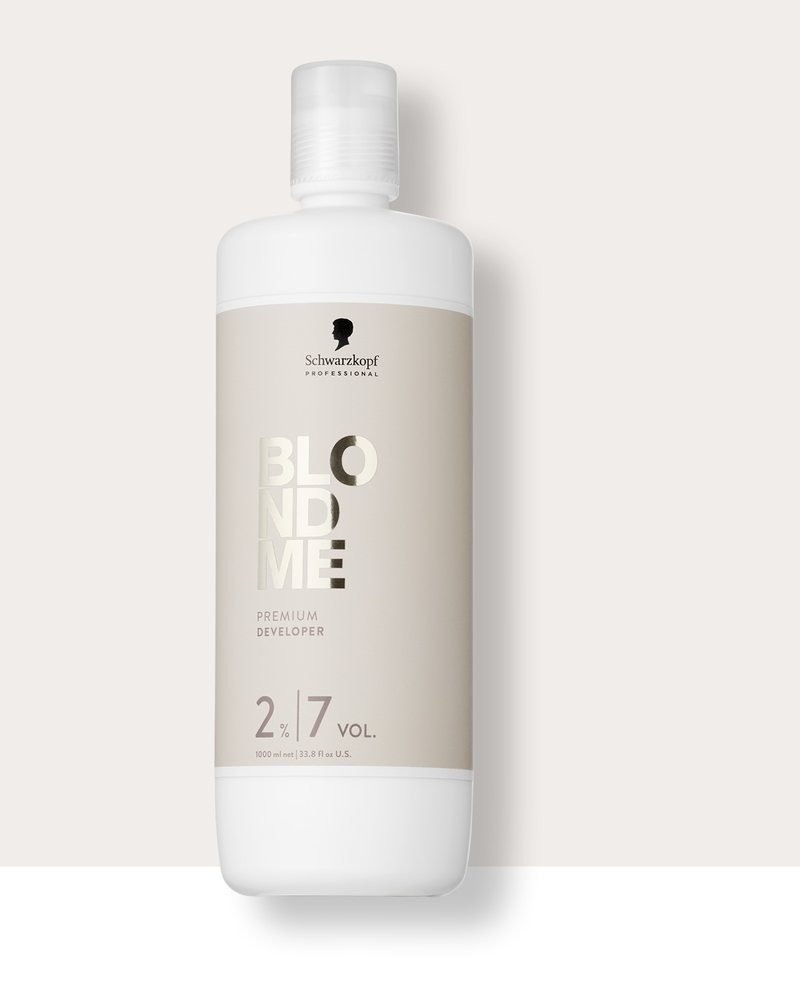 Schwarzkopf
PROFESSIONAL
BLO
ND
ME
PREMIUM
DEVELOPER
2%|7 VOL.
1000 ml net|33.8 fl oz U.S.